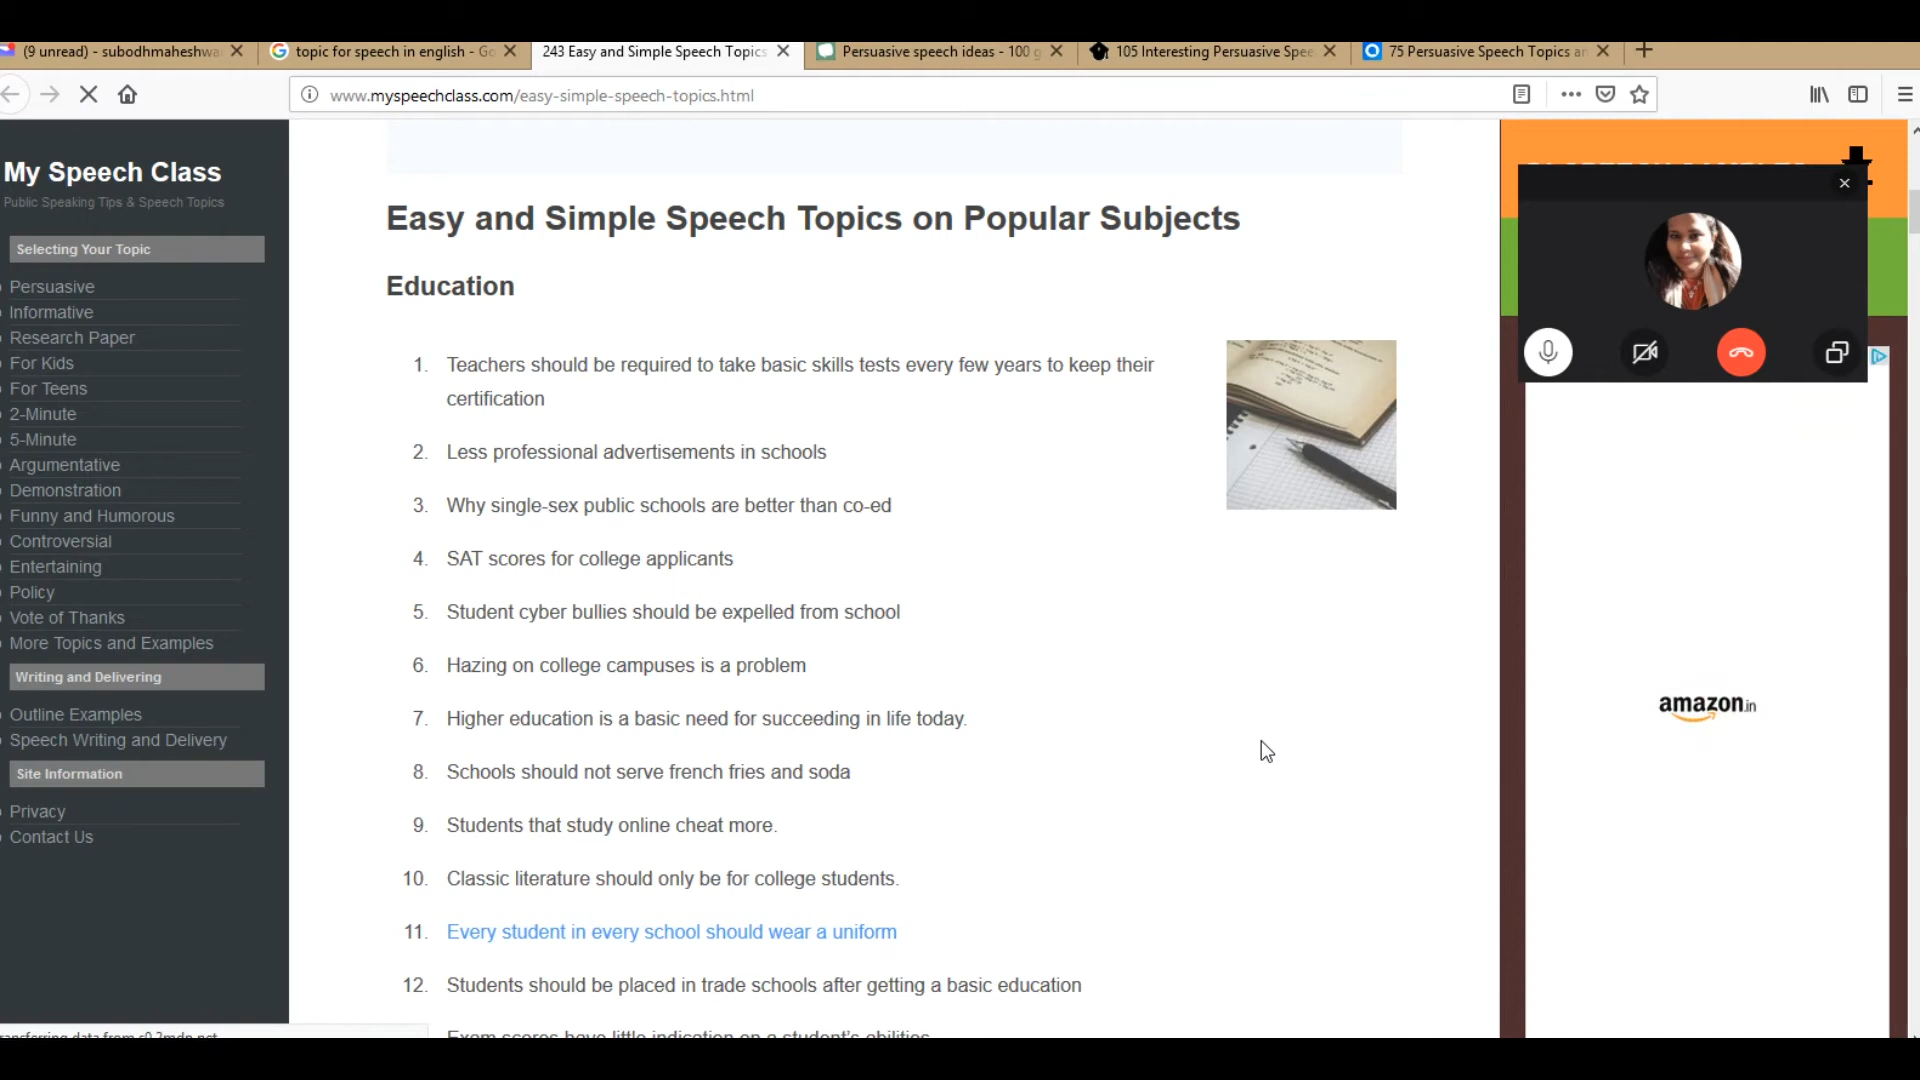 (9 unread) - subodhmaheshwa
topic for speech in english - Go
243 Easy and Simple Speech Topics
Persuasive speech ideas - 100 g
105 Interesting Persuasive Spee
75 Persuasive Speech Topics an
www.myspeechclass.com/easy-simple-speech-topics.html
My Speech Class
Public Speaking Tips & Speech Topics
Selecting Your Topic
Persuasive
Informative
Research Paper
For Kids
For Teens
2-Minute
5-Minute
Argumentative
Demonstration
Funny and Humorous
Controversial
Entertaining
Policy
Vote of Thanks
More Topics and Examples
Writing and Delivering
Outline Examples
Speech Writing and Delivery
Site Information
Privacy
Contact Us
Easy and Simple Speech Topics on Popular Subjects
Education
1. Teachers should be required to take basic skills tests every few years to keep their
certification
2. Less professional advertisements in schools
3. Why single-sex public schools are better than co-ed
4. SAT scores for college applicants
5. Student cyber bullies should be expelled from school
6. Hazing on college campuses is a problem
7. Higher education is a basic need for succeeding in life today.
8. Schools should not serve french fries and soda
9. Students that study online cheat more.
10. Classic literature should only be for college students.
11. Every student in every school should wear a uniform
12. Students should be placed in trade schools after getting a basic education
Exam scores have little indication on a student's abilities
amazon.in